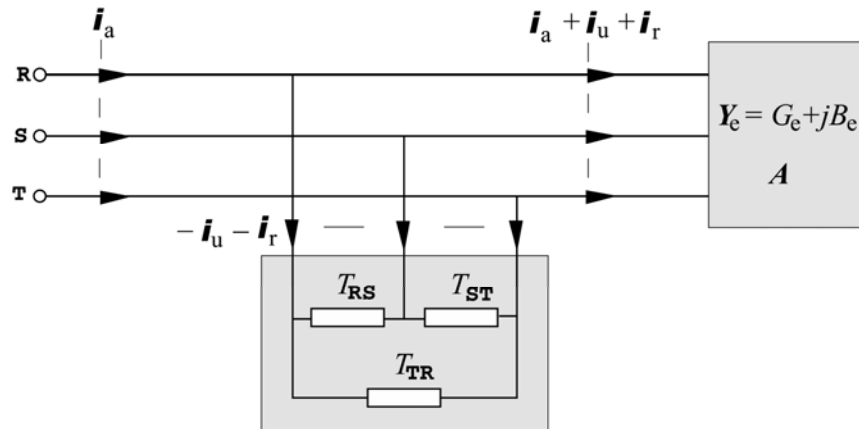 i_a
i_a + i_u + i_r
R
S
T
Y_e = G_e+jB_e
A
− i_u − i_r
T_RS
T_ST
T_TR